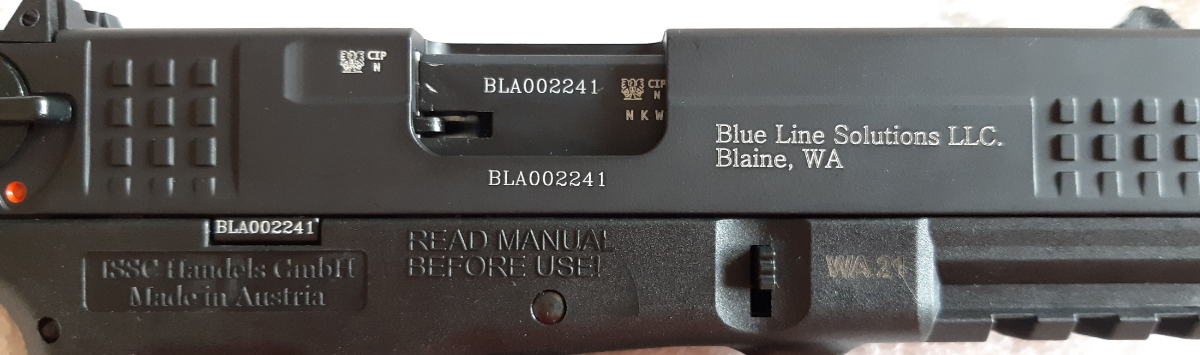 CIP
N
BLA002241
CIP
N
N K W
Blue Line Solutions LLC.
Blaine, WA
BLA002241
BLA002241
ISSC Handels GmbH
Made in Austria
READ MANUAL
BEFORE USE!
WA.21